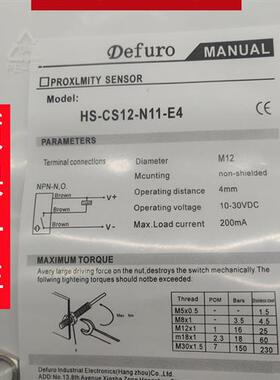 Defuro
MANUAL
PROXLMITY SENSOR
Model:
HS-CS12-N11-E4
PARAMETERS
Terminal connections
Diameter M12
Mcunting non-shielded
Operating distance 4mm
Operating voltage 10-30VDC
Max.Load current 200mA
NPN-N.O.
Brown V+
Brown
Brown V-
MAXIMUM TORQUE
Avery large driving force on the nut,destroys the switch mechanically.The
following tighteing torques should not be exceeded:
Thread POM Bars
M5x0.5 - - 1.5
M8x1 - 3.5 4.5
M12x1 1 16 25
m18x1 2.3 18 60
M30x1.5 7 150 230
Defuro Industrial Electronics(Hang zhou)Co.,Ltd.